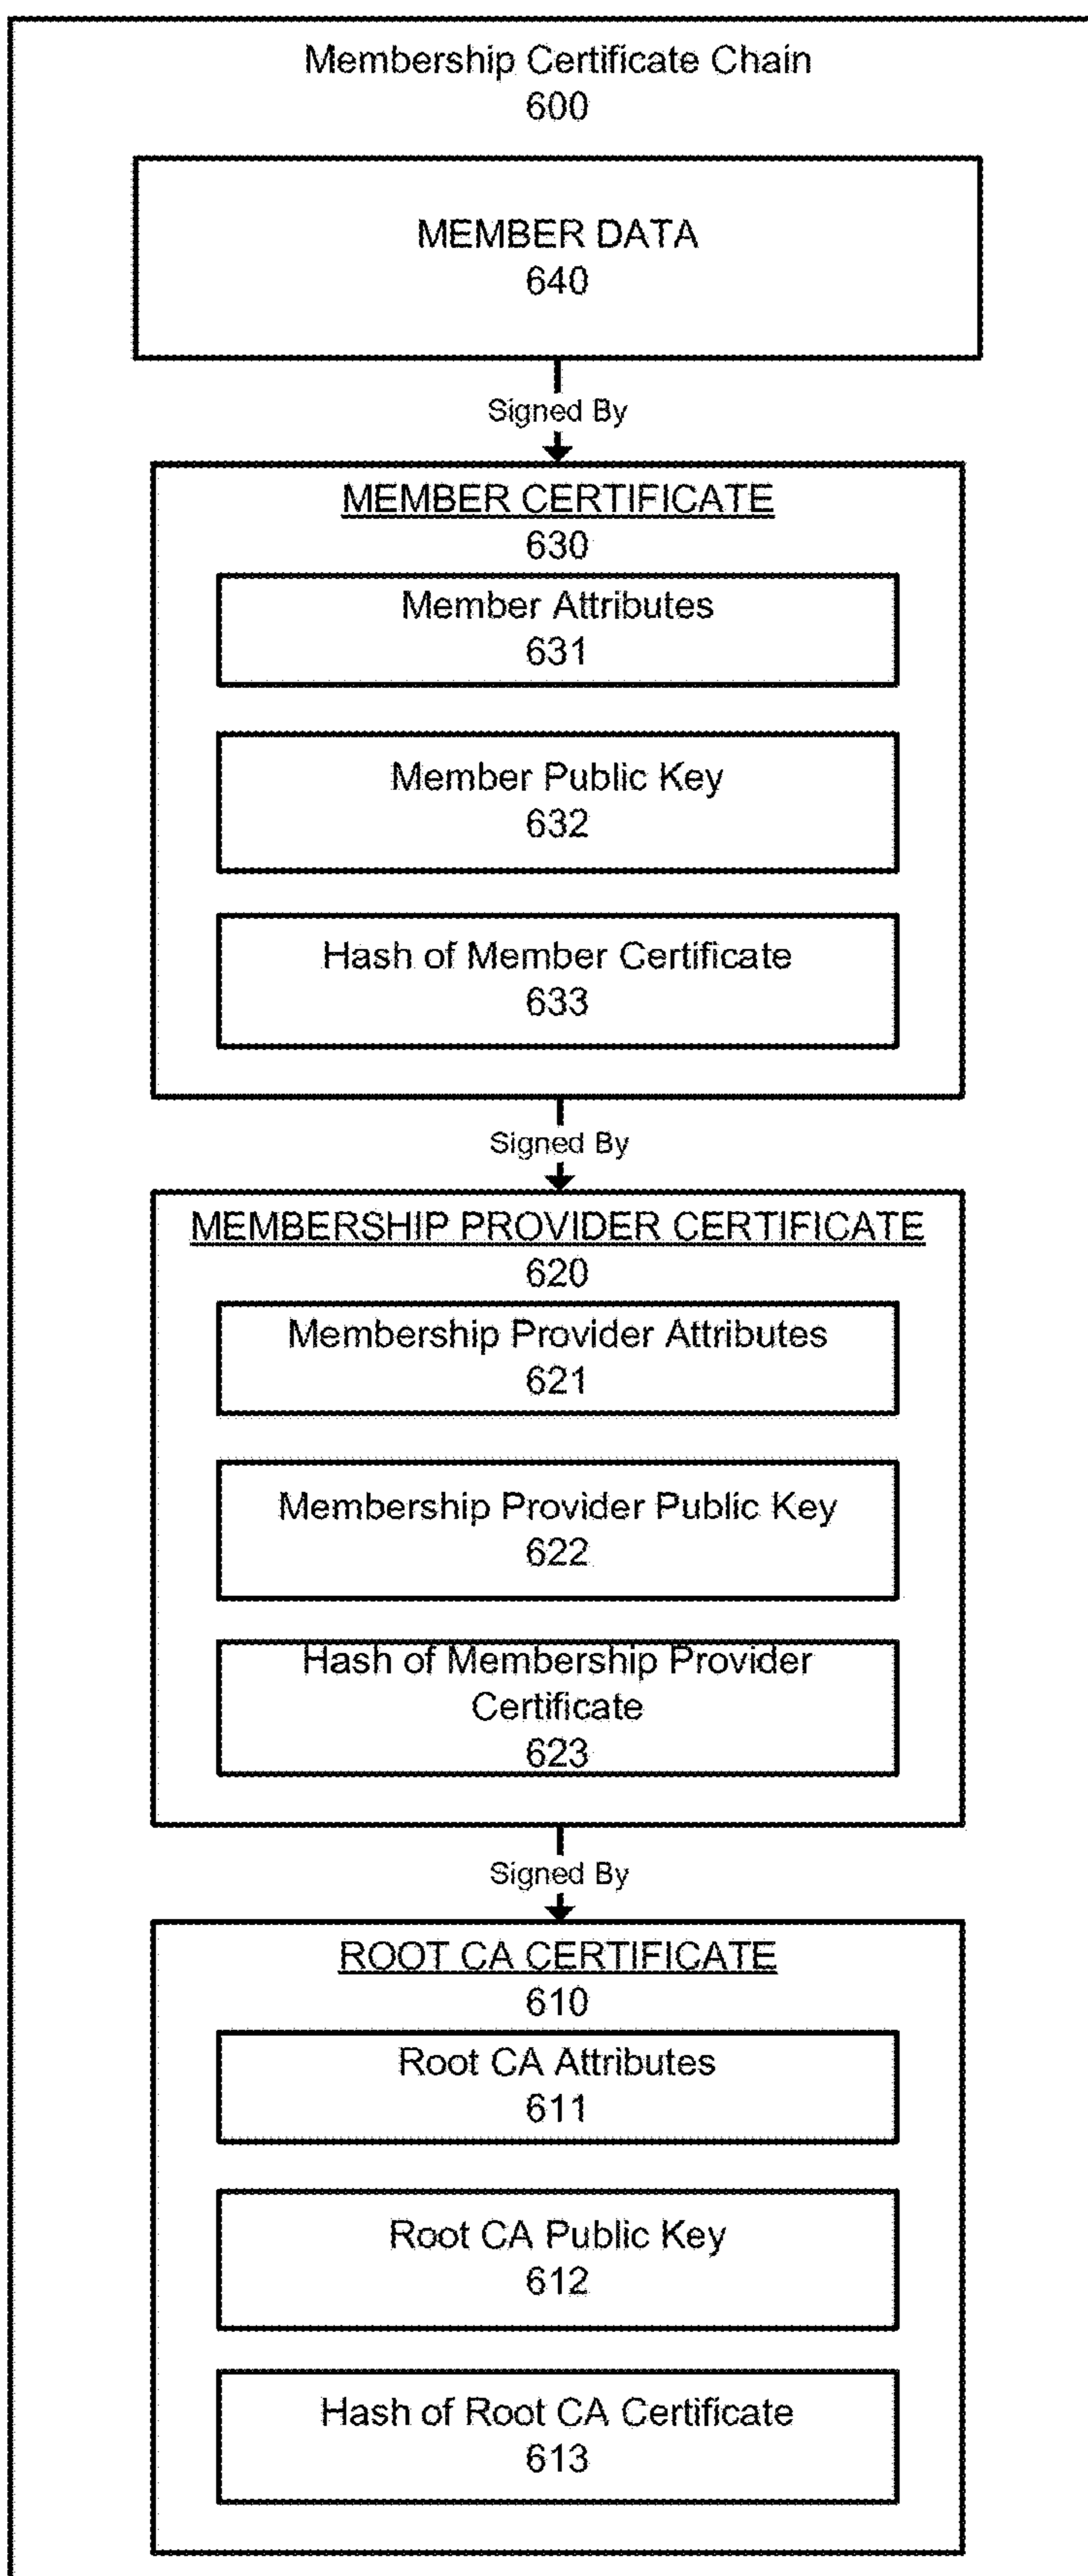 Membership Certificate Chain
600
MEMBER DATA
640
Signed By
MEMBER CERTIFICATE
630
Member Attributes
631
Member Public Key
632
Hash of Member Certificate
633
Signed By
MEMBERSHIP PROVIDER CERTIFICATE
620
Membership Provider Attributes
621
Membership Provider Public Key
622
Hash of Membership Provider
Certificate
623
Signed By
ROOT CA CERTIFICATE
610
Root CA Attributes
611
Root CA Public Key
612
Hash of Root CA Certificate
613